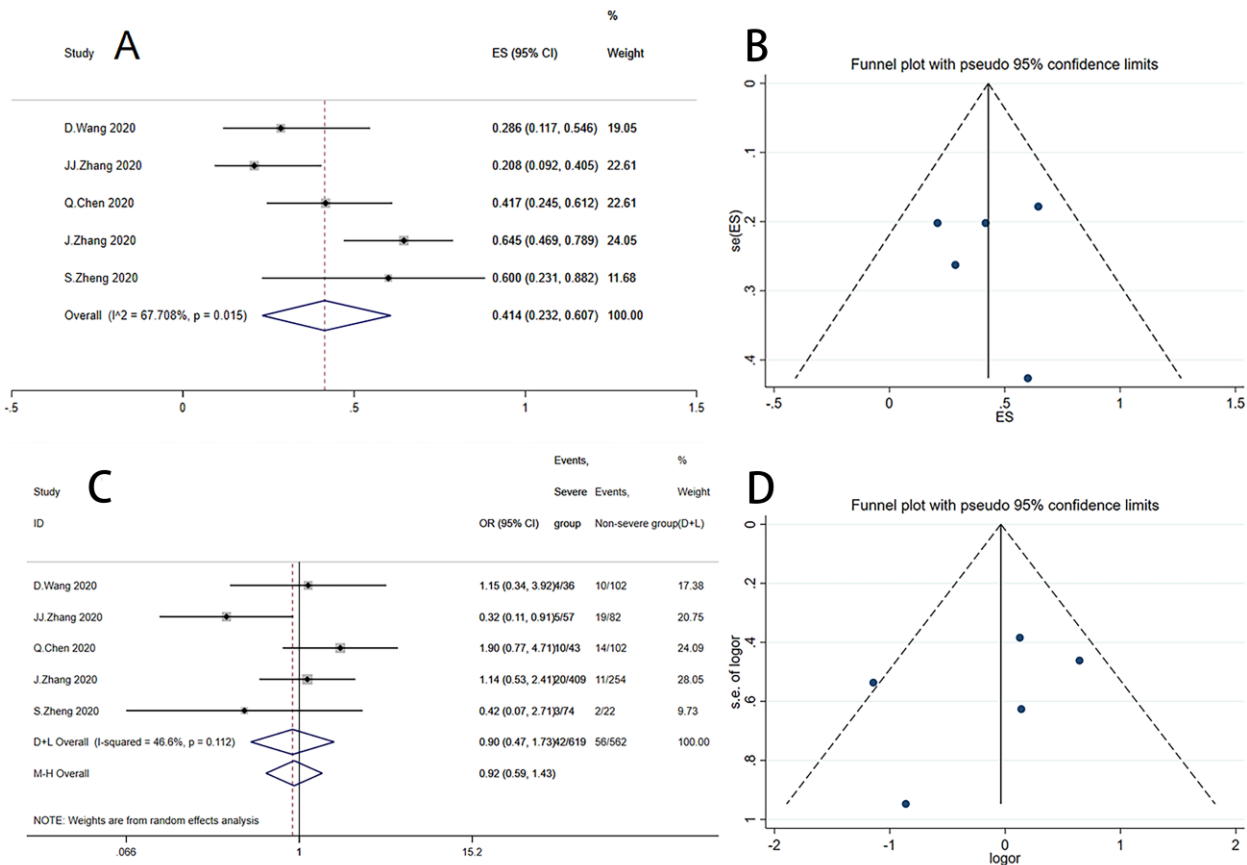 A
%
Study ES (95% CI) Weight
D.Wang 2020 0.286 (0.117, 0.546) 19.05
JJ.Zhang 2020 0.208 (0.092, 0.405) 22.61
Q.Chen 2020 0.417 (0.245, 0.612) 22.61
J.Zhang 2020 0.645 (0.469, 0.789) 24.05
S.Zheng 2020 0.600 (0.231, 0.882) 11.68
Overall (I^2 = 67.708%, p = 0.015) 0.414 (0.232, 0.607) 100.00
-.5 0 .5 1 1.5
B
Funnel plot with pseudo 95% confidence limits
0
.1
.2
.3
.4
se(ES)
-.5 0 .5 1 1.5
ES
C
Events, %
Study Severe Events, Weight
ID OR (95% CI) group Non-severe group(D+L)
D.Wang 2020 1.15 (0.34, 3.92)4/36 10/102 17.38
JJ.Zhang 2020 0.32 (0.11, 0.91)5/57 19/82 20.75
Q.Chen 2020 1.90 (0.77, 4.71)10/43 14/102 24.09
J.Zhang 2020 1.14 (0.53, 2.41)20/409 11/254 28.05
S.Zheng 2020 0.42 (0.07, 2.71)3/74 2/22 9.73
D+L Overall (I-squared = 46.6%, p = 0.112) 0.90 (0.47, 1.73)42/619 56/562 100.00
M-H Overall 0.92 (0.59, 1.43)
NOTE: Weights are from random effects analysis
.066 1 15.2
D
Funnel plot with pseudo 95% confidence limits
0
.2
.4
.6
.8
1
s.e. of logor
-2 -1 0 1 2
logor